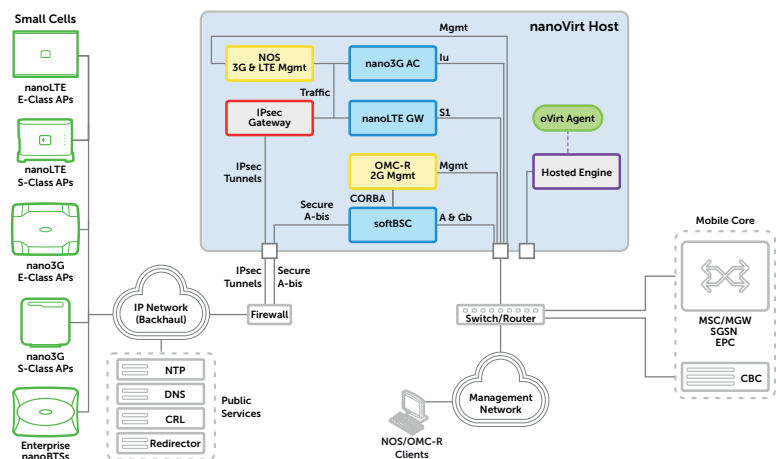 Small Cells
nanoLTE
E-Class APs
nanoLTE
S-Class APs
nano3G
E-Class APs
nano3G
S-Class APs
Enterprise
nanoBTSs
IP Network
(Backhaul)
NTP
DNS
CRL
Redirector
Public
Services
Firewall
IPsec
Tunnels
Secure
A-bis
nanoVirt Host
Mgmt
NOS
3G & LTE Mgmt
nano3G AC
Iu
Traffic
IPsec
Gateway
nanoLTE GW
S1
oVirt Agent
IPsec
Tunnels
OMC-R
2G Mgmt
Mgmt
Hosted Engine
CORBA
Secure
A-bis
softBSC
A & Gb
Switch/Router
Management
Network
NOS/OMC-R
Clients
Mobile Core
MSC/MGW
SGSN
EPC
CBC